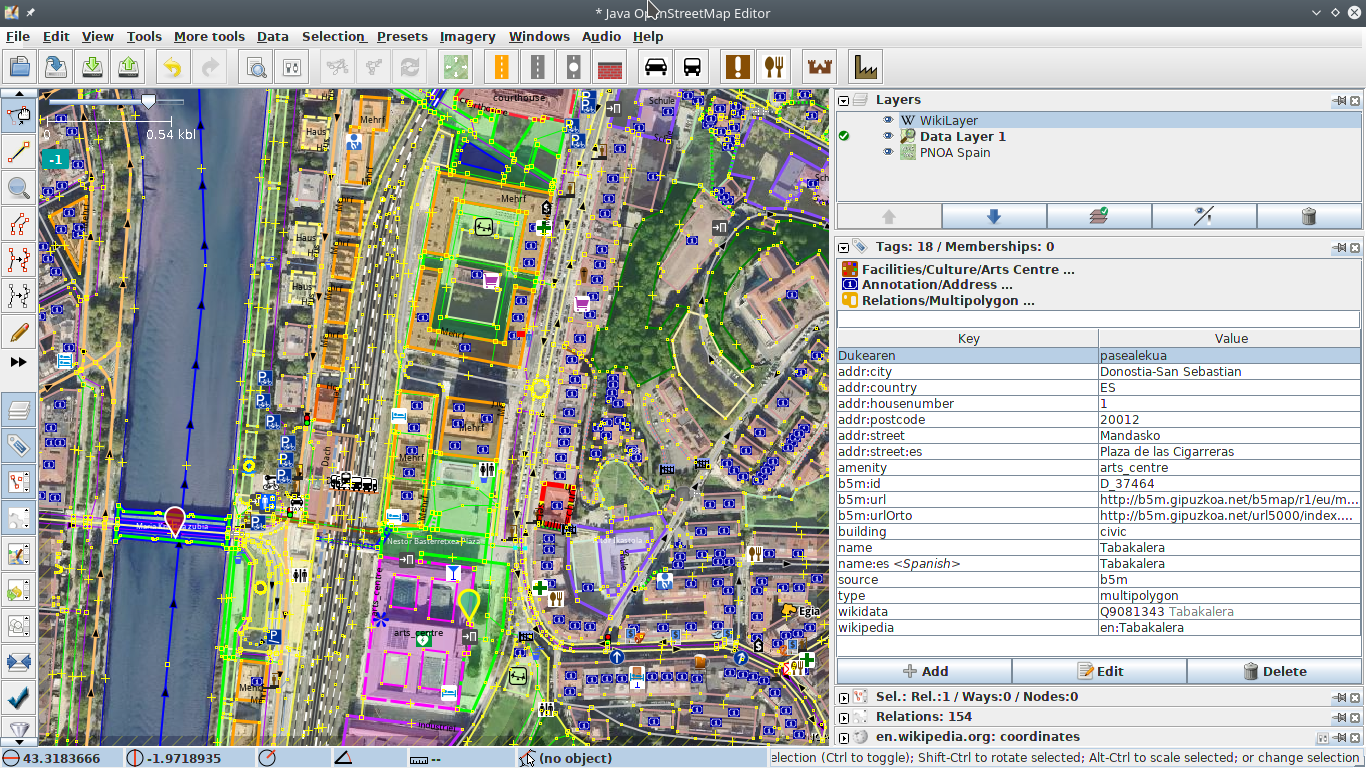 * Java OpenStreetMap Editor
File Edit View Tools More tools Data Selection Presets Imagery Windows Audio Help
0 0.54 kbl
-1
courthouse
Schule
Mehrf
Haus
Mehrf
Haus
Haus
Mehrf
Mehrf
Mehrf
Dach
Maria Kristina zubia
Nestor Basterretxea Plaza
Ikastola
arts_centre
arts_centre
Egia
Mehrf
Industriel
Layers
WikiLayer
Data Layer 1
PNOA Spain
Tags: 18 / Memberships: 0
Facilities/Culture/Arts Centre ...
Annotation/Address ...
Relations/Multipolygon ...
Key Value
Dukearen pasealekua
addr:city Donostia-San Sebastian
addr:country ES
addr:housenumber 1
addr:postcode 20012
addr:street Mandasko
addr:street:es Plaza de las Cigarreras
amenity arts_centre
b5m:id D_37464
b5m:url http://b5m.gipuzkoa.net/b5map/r1/eu/m...
b5m:urlOrto http://b5m.gipuzkoa.net/url5000/index....
building civic
name Tabakalera
name:es <Spanish> Tabakalera
source b5m
type multipolygon
wikidata Q9081343 Tabakalera
wikipedia en:Tabakalera
Add Edit Delete
Sel.: Rel.:1 / Ways:0 / Nodes:0
Relations: 154
en.wikipedia.org: coordinates
43.3183666 -1.9718935 -- (no object) election (Ctrl to toggle); Shift-Ctrl to rotate selected; Alt-Ctrl to scale selected; or change selection